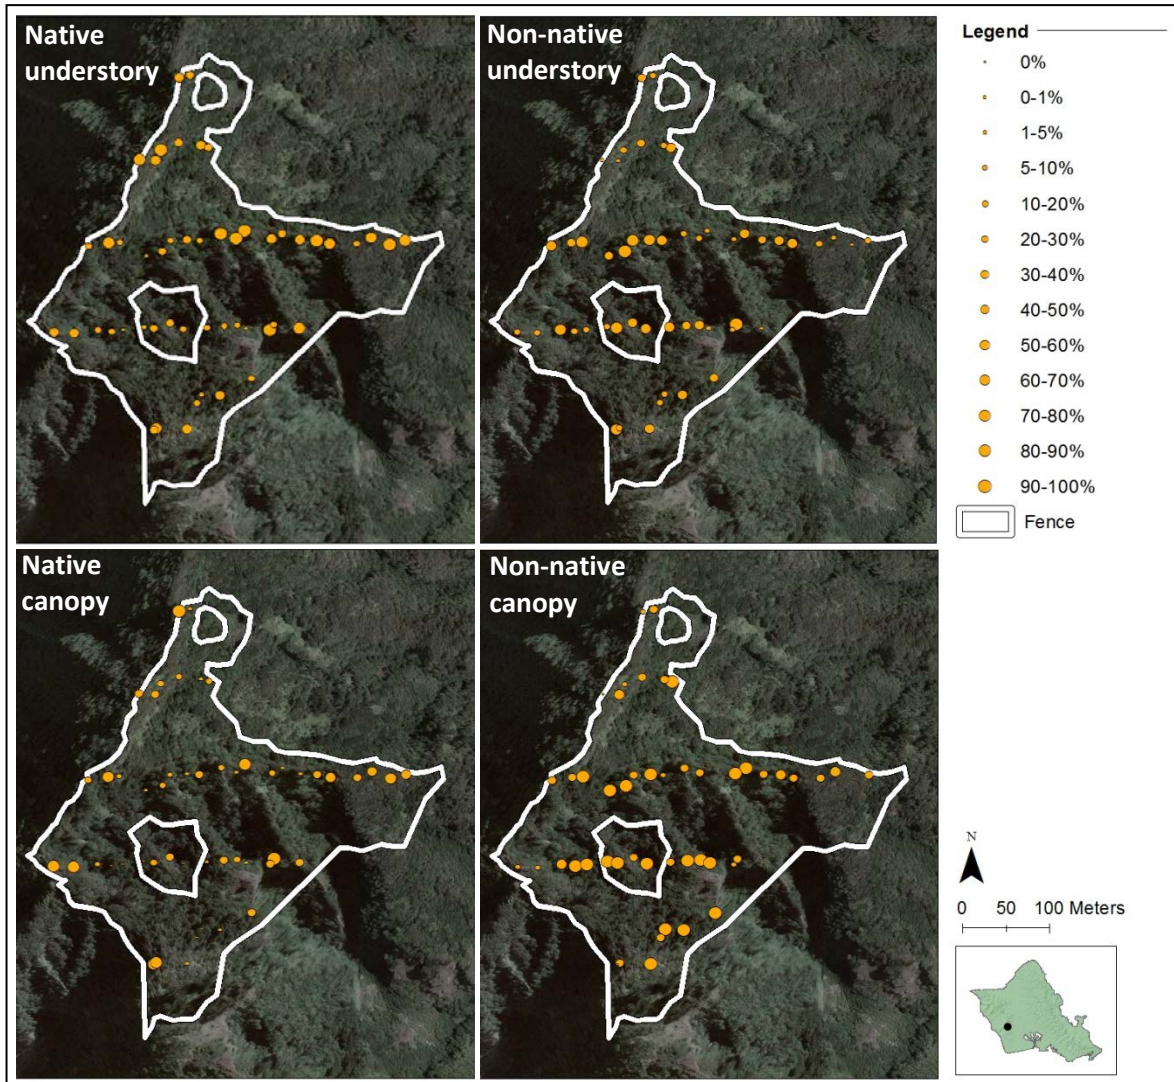 Native
understory
Non-native
understory
Native
canopy
Non-native
canopy
Legend
0%
0-1%
1-5%
5-10%
10-20%
20-30%
30-40%
40-50%
50-60%
60-70%
70-80%
80-90%
90-100%
Fence
N
0 50 100 Meters